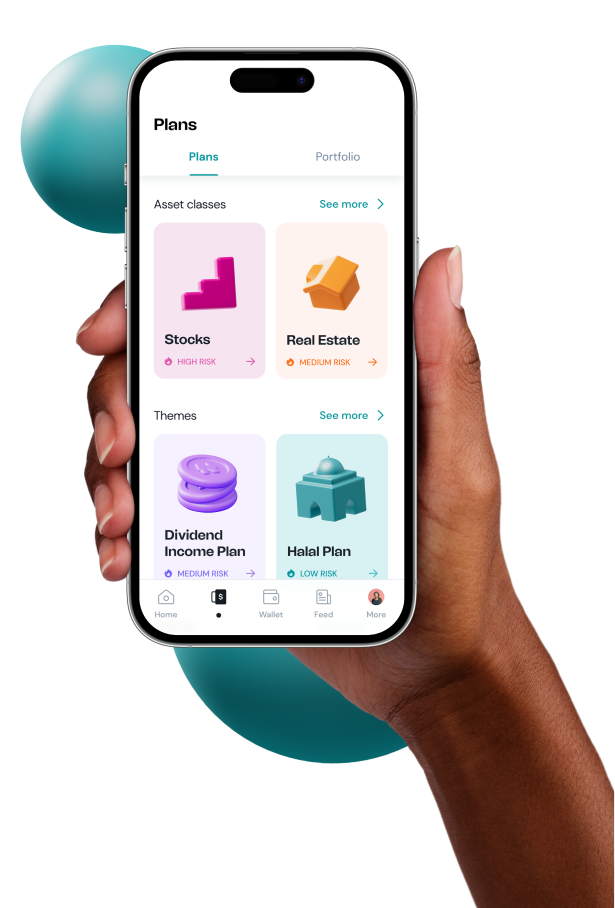 Plans
Plans Portfolio
Asset classes See more
Stocks
HIGH RISK
Real Estate
MEDIUM RISK
Themes See more
Dividend
Income Plan
MEDIUM RISK
Halal Plan
LOW RISK
$
Home Wallet Feed More